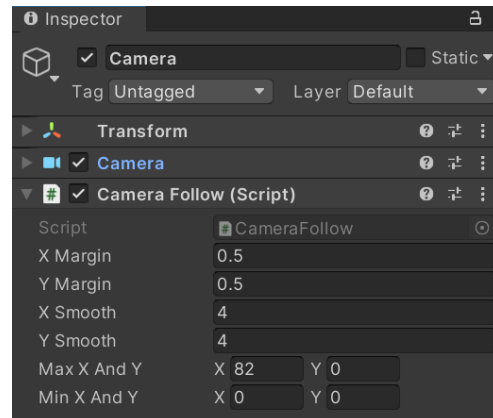 Inspector
Camera Static
Tag Untagged Layer Default
Transform
Camera
# Camera Follow (Script)
Script # CameraFollow
X Margin 0.5
Y Margin 0.5
X Smooth 4
Y Smooth 4
Max X And Y X 82 Y 0
Min X And Y X 0 Y 0